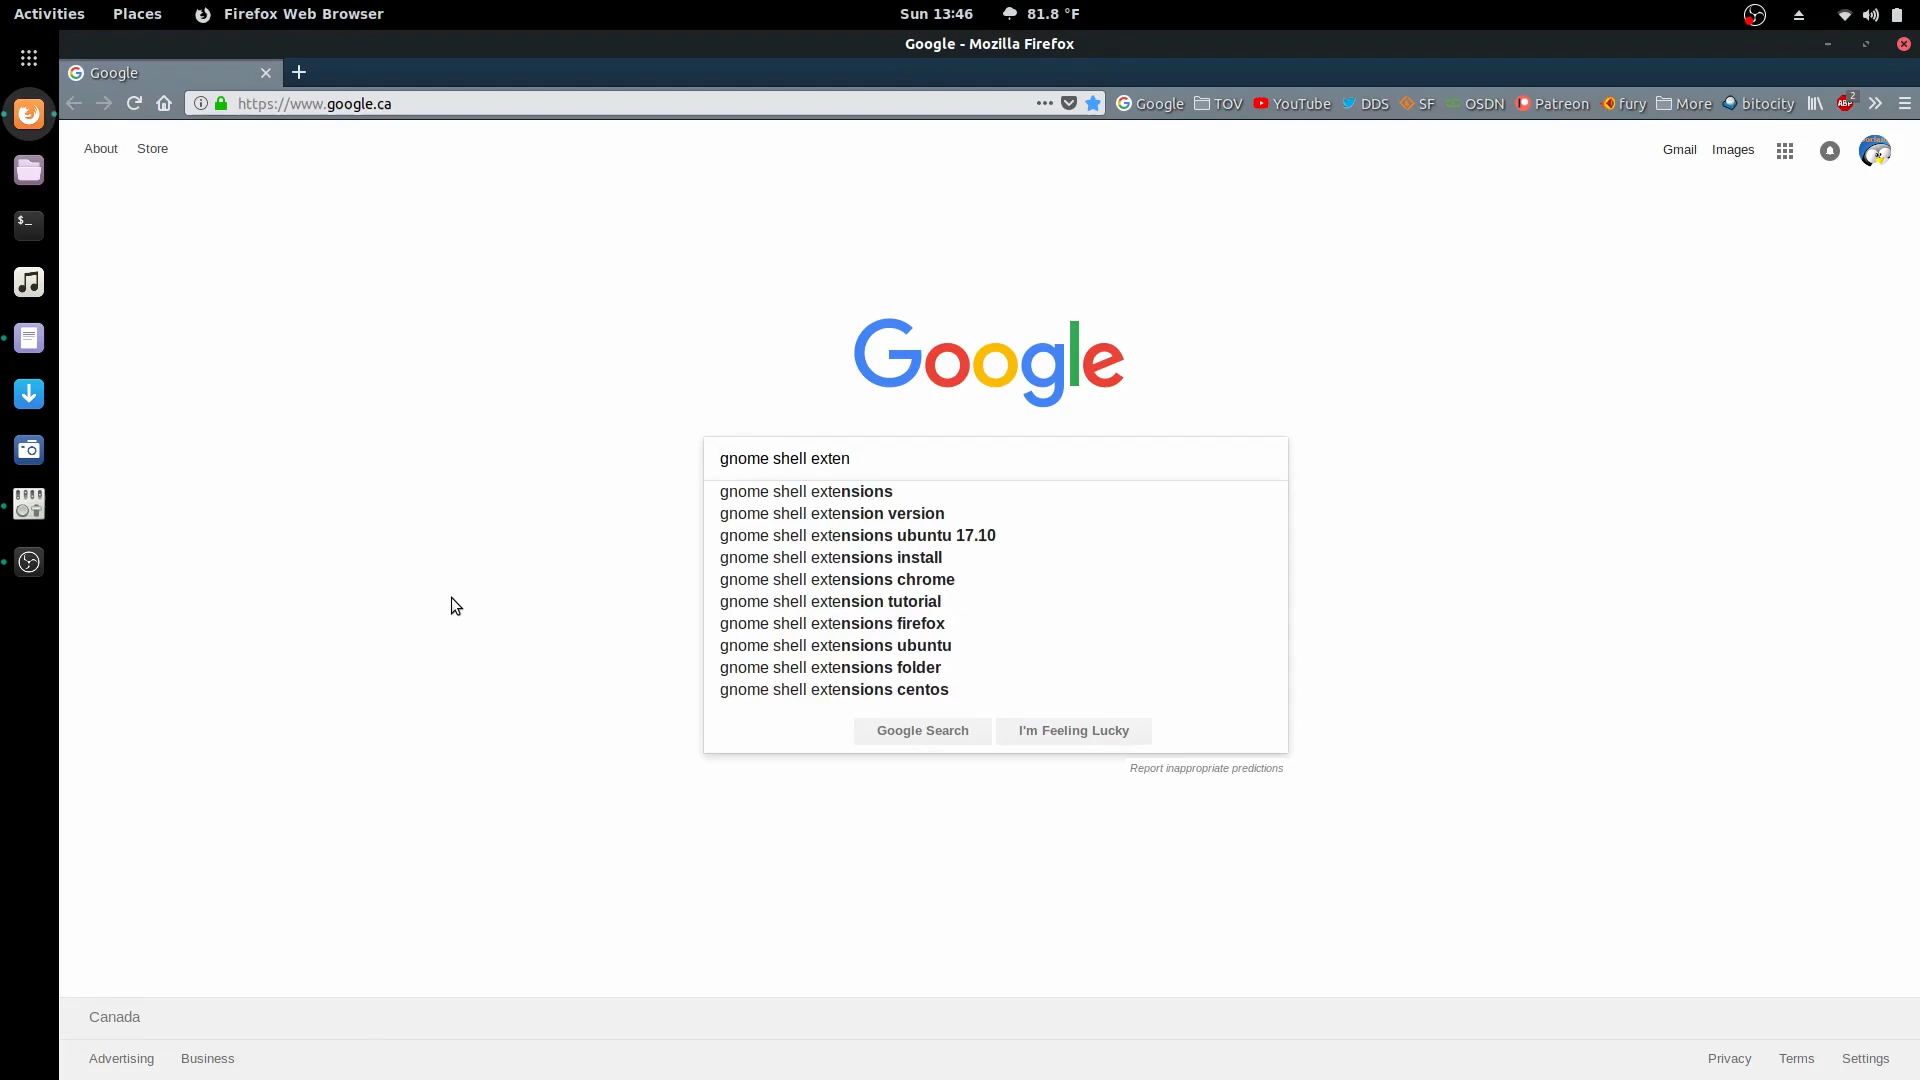 Activities Places Firefox Web Browser Sun 13:46 81.8 °F
Google - Mozilla Firefox
Google
https://www.google.ca Google TOV YouTube DDS SF OSDN Patreon fury More bitocity ABP 2
About Store Gmail Images
$_
Google
gnome shell exten
gnome shell extensions
gnome shell extension version
gnome shell extensions ubuntu 17.10
gnome shell extensions install
gnome shell extensions chrome
gnome shell extension tutorial
gnome shell extensions firefox
gnome shell extensions ubuntu
gnome shell extensions folder
gnome shell extensions centos
Google Search I'm Feeling Lucky
Report inappropriate predictions
Canada
Advertising Business Privacy Terms Settings